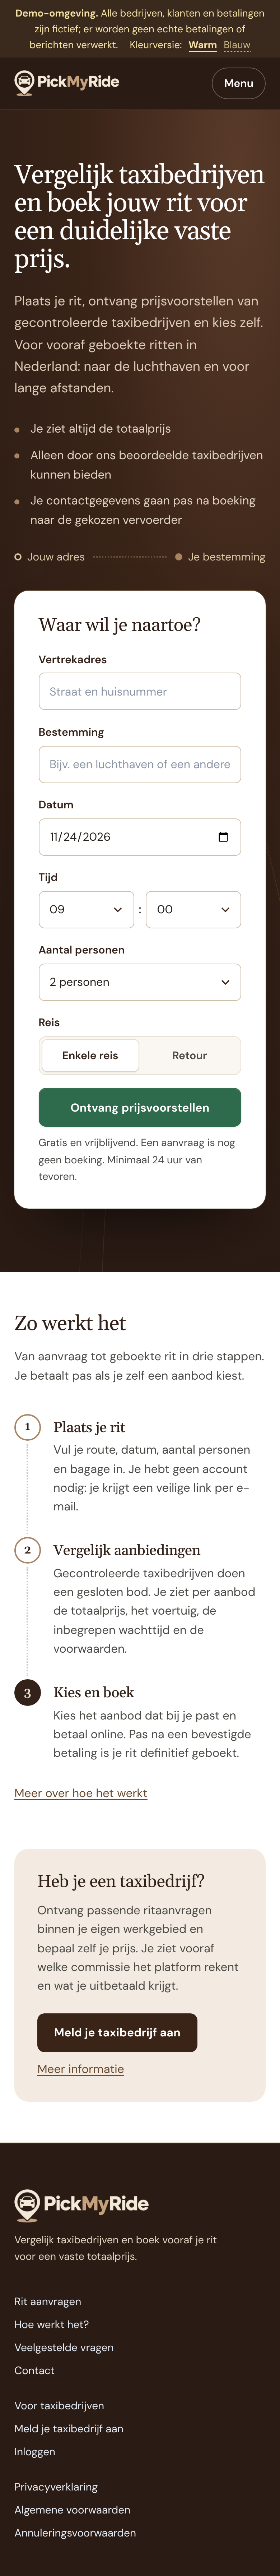 Demo-omgeving. Alle bedrijven, klanten en betalingen
zijn fictief; er worden geen echte betalingen of
berichten verwerkt. Kleurversie: Warm Blauw
PickMyRide
Menu
Vergelijk taxibedrijven
en boek jouw rit voor
een duidelijke vaste
prijs.
Plaats je rit, ontvang prijsvoorstellen van
gecontroleerde taxibedrijven en kies zelf.
Voor vooraf geboekte ritten in
Nederland: naar de luchthaven en voor
lange afstanden.
Je ziet altijd de totaalprijs
Alleen door ons beoordeelde taxibedrijven
kunnen bieden
Je contactgegevens gaan pas na boeking
naar de gekozen vervoerder
Jouw adres
Je bestemming
Waar wil je naartoe?
Vertrekadres
Straat en huisnummer
Bestemming
Bijv. een luchthaven of een andere
Datum
11/24/2026
Tijd
09 : 00
Aantal personen
2 personen
Reis
Enkele reis
Retour
Ontvang prijsvoorstellen
Gratis en vrijblijvend. Een aanvraag is nog
geen boeking. Minimaal 24 uur van
tevoren.
Zo werkt het
Van aanvraag tot geboekte rit in drie stappen.
Je betaalt pas als je zelf een aanbod kiest.
1 Plaats je rit
Vul je route, datum, aantal personen
en bagage in. Je hebt geen account
nodig: je krijgt een veilige link per e-
mail.
2 Vergelijk aanbiedingen
Gecontroleerde taxibedrijven doen
een gesloten bod. Je ziet per aanbod
de totaalprijs, het voertuig, de
inbegrepen wachttijd en de
voorwaarden.
3 Kies en boek
Kies het aanbod dat bij je past en
betaal online. Pas na een bevestigde
betaling is je rit definitief geboekt.
Meer over hoe het werkt
Heb je een taxibedrijf?
Ontvang passende ritaanvragen
binnen je eigen werkgebied en
bepaal zelf je prijs. Je ziet vooraf
welke commissie het platform rekent
en wat je uitbetaald krijgt.
Meld je taxibedrijf aan
Meer informatie
PickMyRide
Vergelijk taxibedrijven en boek vooraf je rit
voor een vaste totaalprijs.
Rit aanvragen
Hoe werkt het?
Veelgestelde vragen
Contact
Voor taxibedrijven
Meld je taxibedrijf aan
Inloggen
Privacyverklaring
Algemene voorwaarden
Annuleringsvoorwaarden